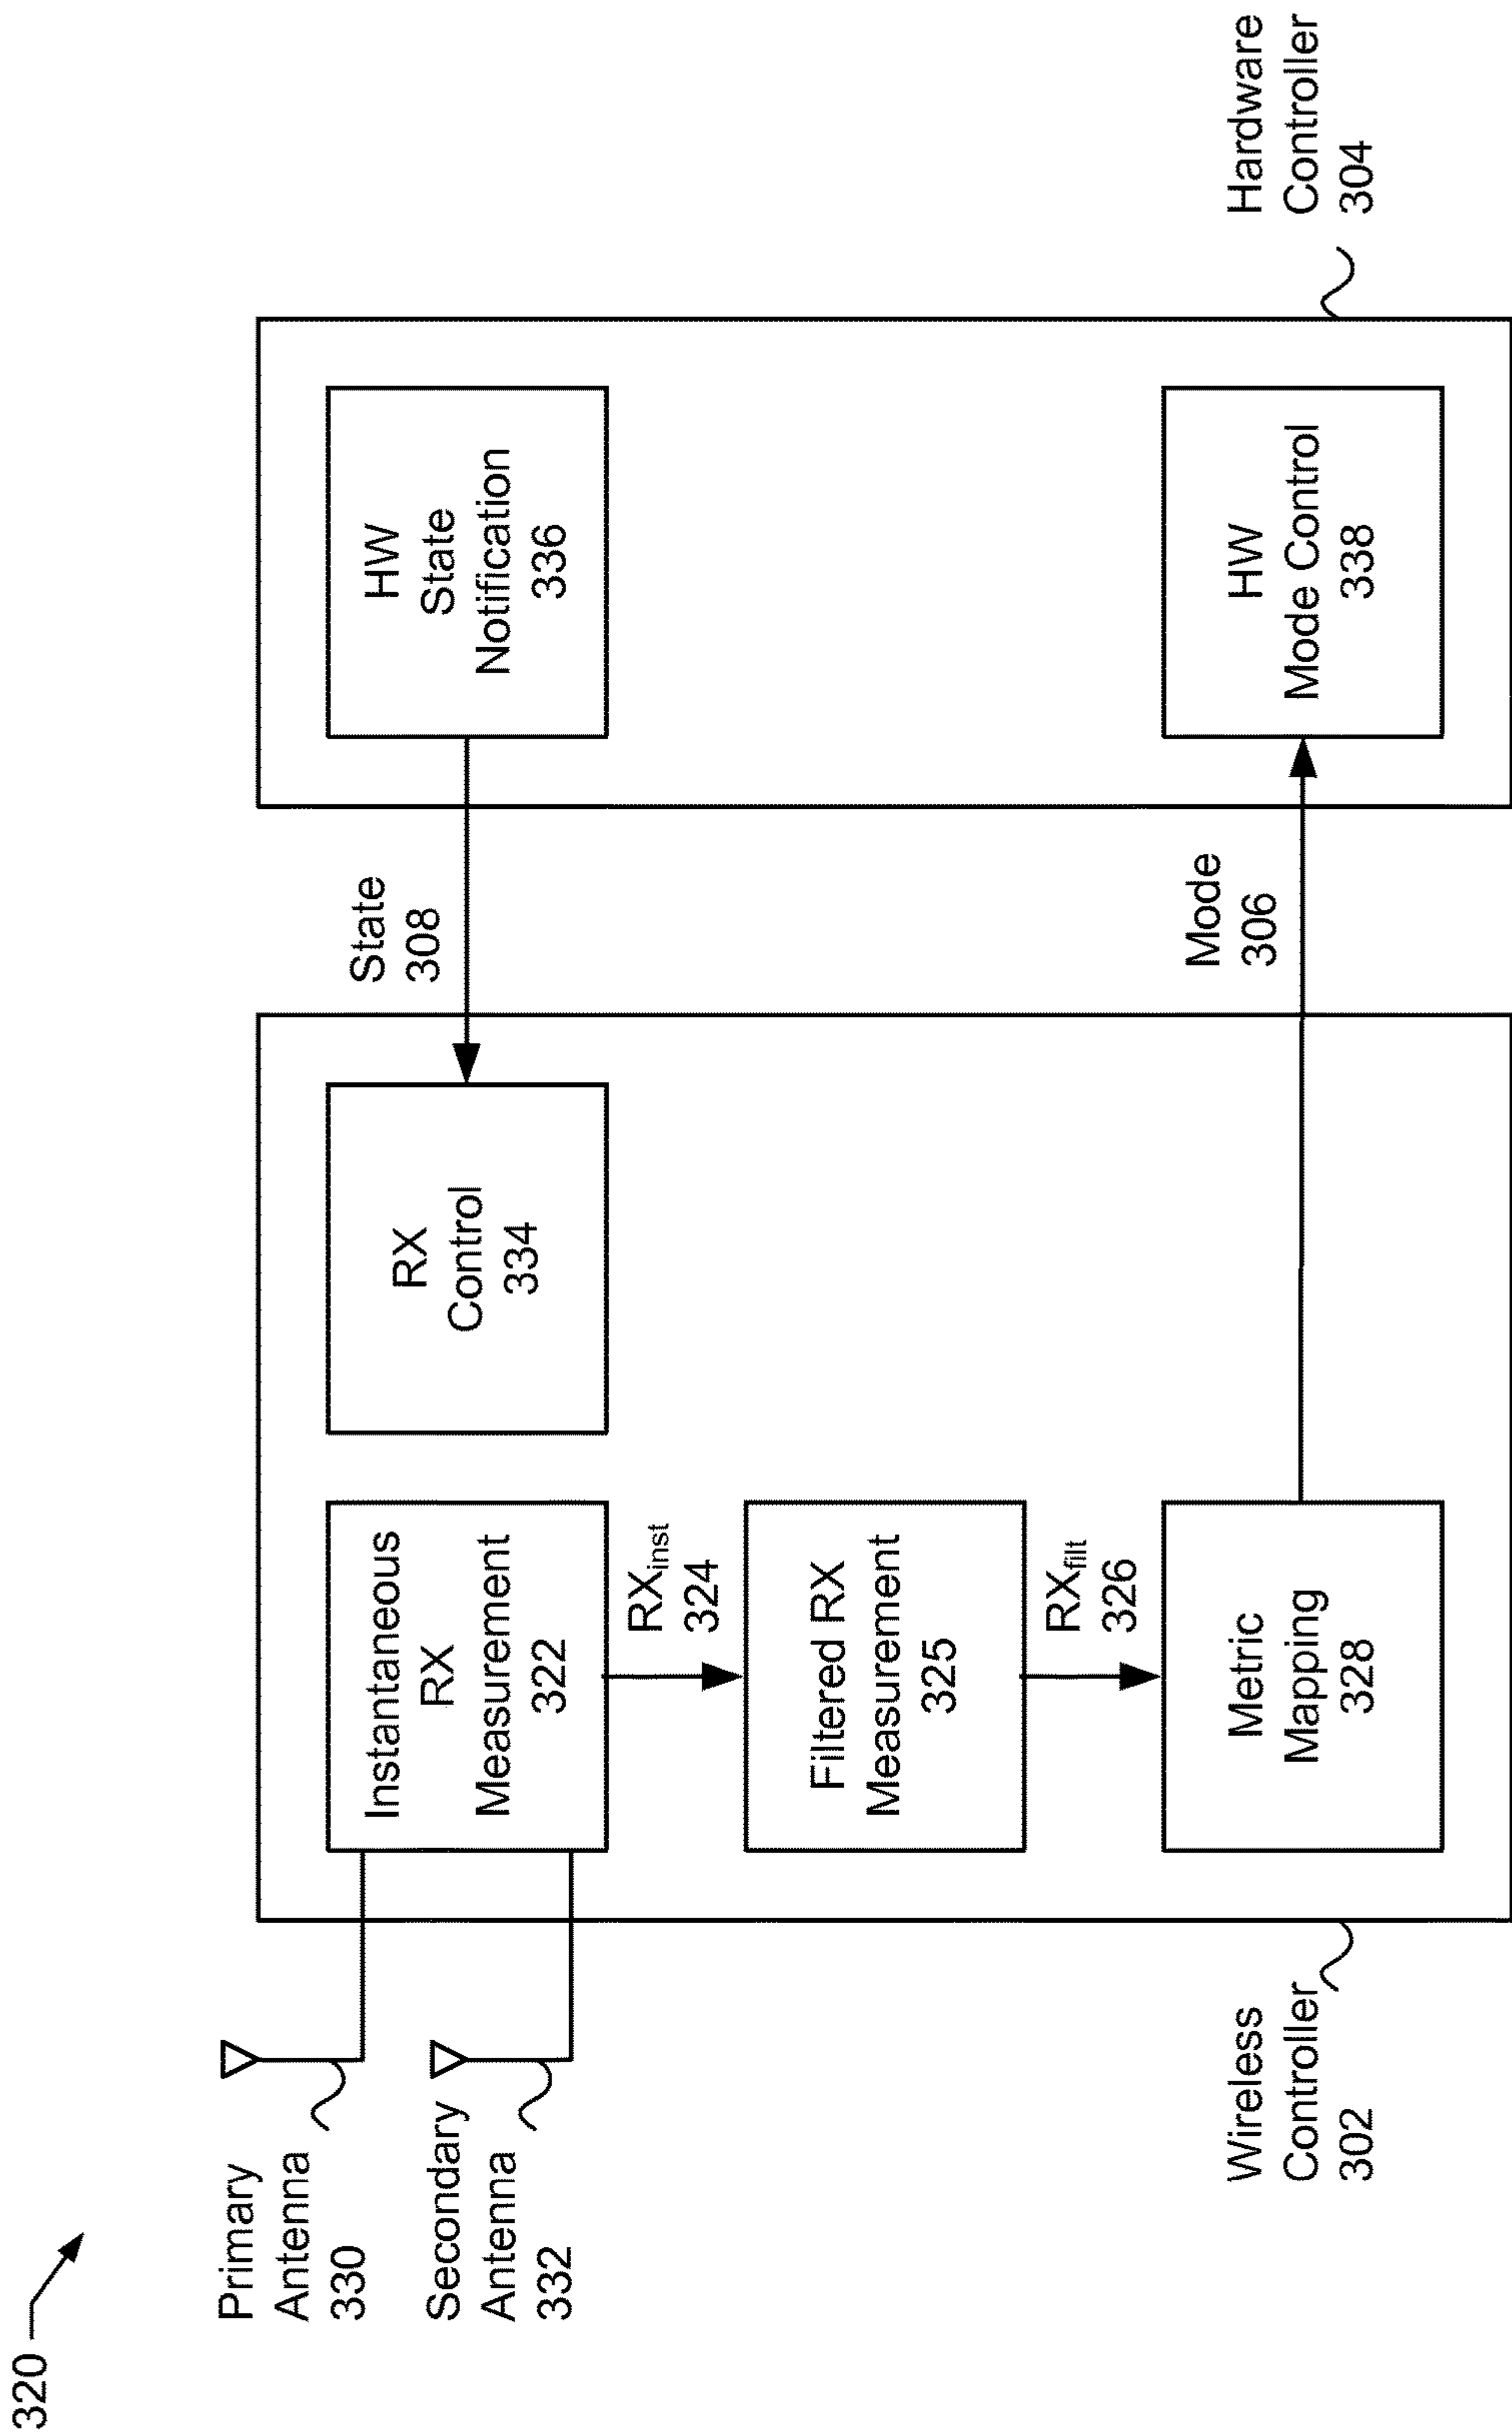 320
Primary
Antenna
330
Secondary
Antenna
332
Instantaneous
RX
Measurement
322
RX
Control
334
State
308
HW
State
Notification
336
RXinst
324
Filtered RX
Measurement
325
RXfilt
326
Metric
Mapping
328
Mode
306
HW
Mode Control
338
Wireless
Controller
302
Hardware
Controller
304